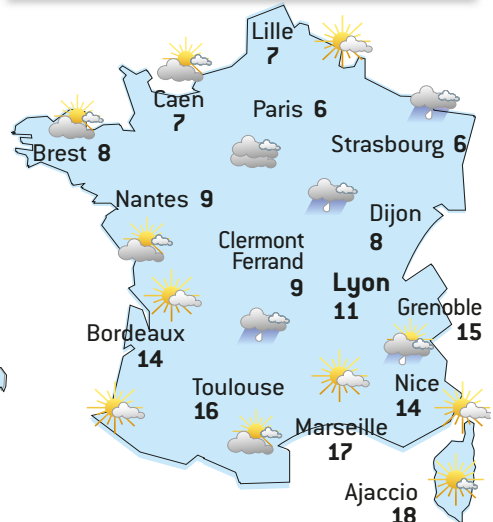 Lille
7
Caen
7
Paris 6
Strasbourg 6
Brest 8
Nantes 9
Dijon
8
Clermont
Ferrand
9
Lyon
11
Grenoble
15
Bordeaux
14
Toulouse
16
Nice
14
Marseille
17
Ajaccio
18